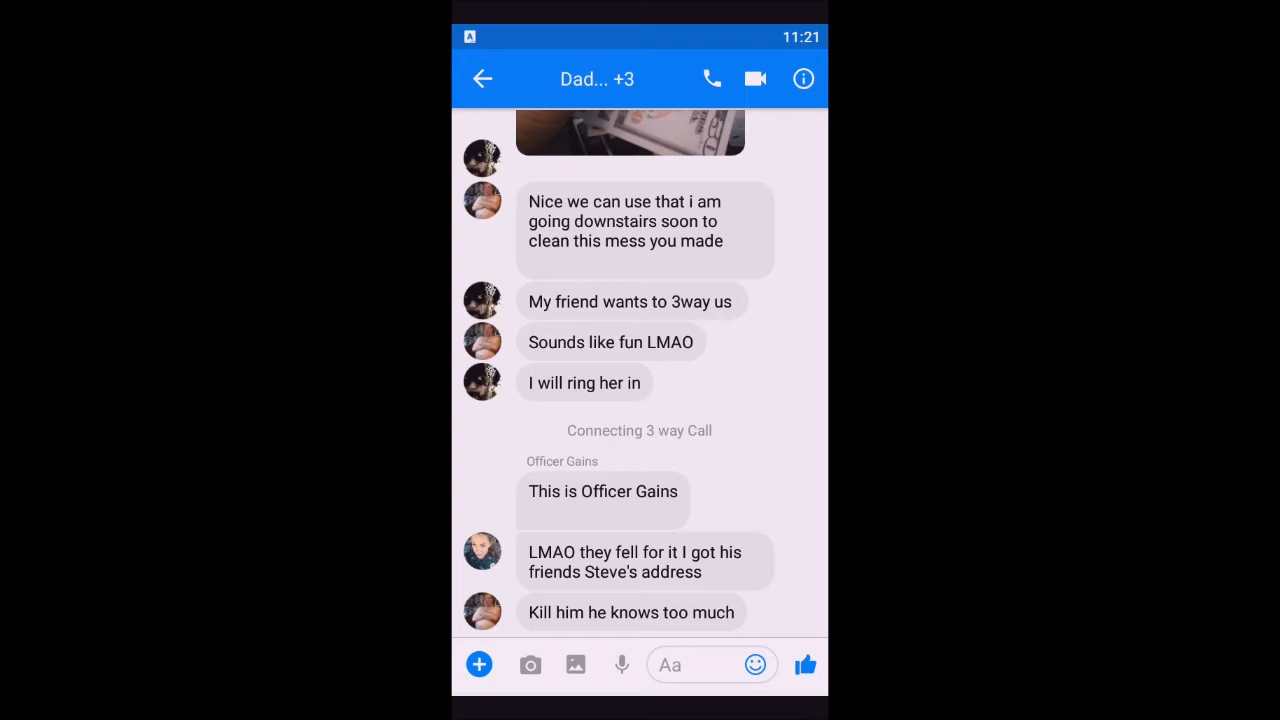 A 11:21
Dad... +3
Nice we can use that i am
going downstairs soon to
clean this mess you made
My friend wants to 3way us
Sounds like fun LMAO
I will ring her in
Connecting 3 way Call
Officer Gains
This is Officer Gains
LMAO they fell for it I got his
friends Steve's address
Kill him he knows too much
Aa